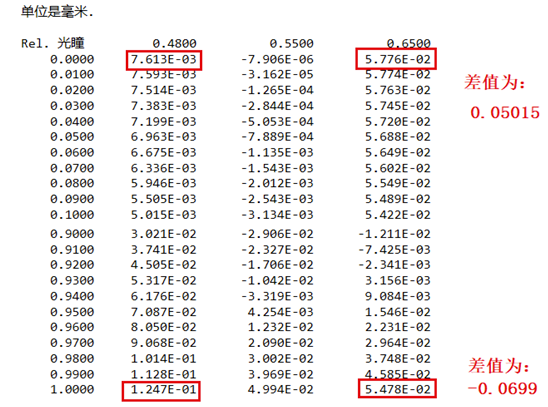 单位是毫米.
Rel. 光瞳 0.4800 0.5500 0.6500
0.0000 7.613E-03 -7.906E-06 5.776E-02
0.0100 7.593E-03 -3.162E-05 5.774E-02
0.0200 7.514E-03 -1.265E-04 5.763E-02
0.0300 7.383E-03 -2.844E-04 5.745E-02
0.0400 7.199E-03 -5.053E-04 5.720E-02
0.0500 6.963E-03 -7.889E-04 5.688E-02
0.0600 6.675E-03 -1.135E-03 5.649E-02
0.0700 6.336E-03 -1.543E-03 5.602E-02
0.0800 5.946E-03 -2.012E-03 5.549E-02
0.0900 5.505E-03 -2.543E-03 5.489E-02
0.1000 5.015E-03 -3.134E-03 5.422E-02
0.9000 3.021E-02 -2.906E-02 -1.211E-02
0.9100 3.741E-02 -2.327E-02 -7.425E-03
0.9200 4.505E-02 -1.706E-02 -2.341E-03
0.9300 5.317E-02 -1.042E-02 3.156E-03
0.9400 6.176E-02 -3.319E-03 9.084E-03
0.9500 7.087E-02 4.254E-03 1.546E-02
0.9600 8.050E-02 1.232E-02 2.231E-02
0.9700 9.068E-02 2.090E-02 2.964E-02
0.9800 1.014E-01 3.002E-02 3.748E-02
0.9900 1.128E-01 3.969E-02 4.585E-02
1.0000 1.247E-01 4.994E-02 5.478E-02
差值为：
0.05015
差值为：
-0.0699